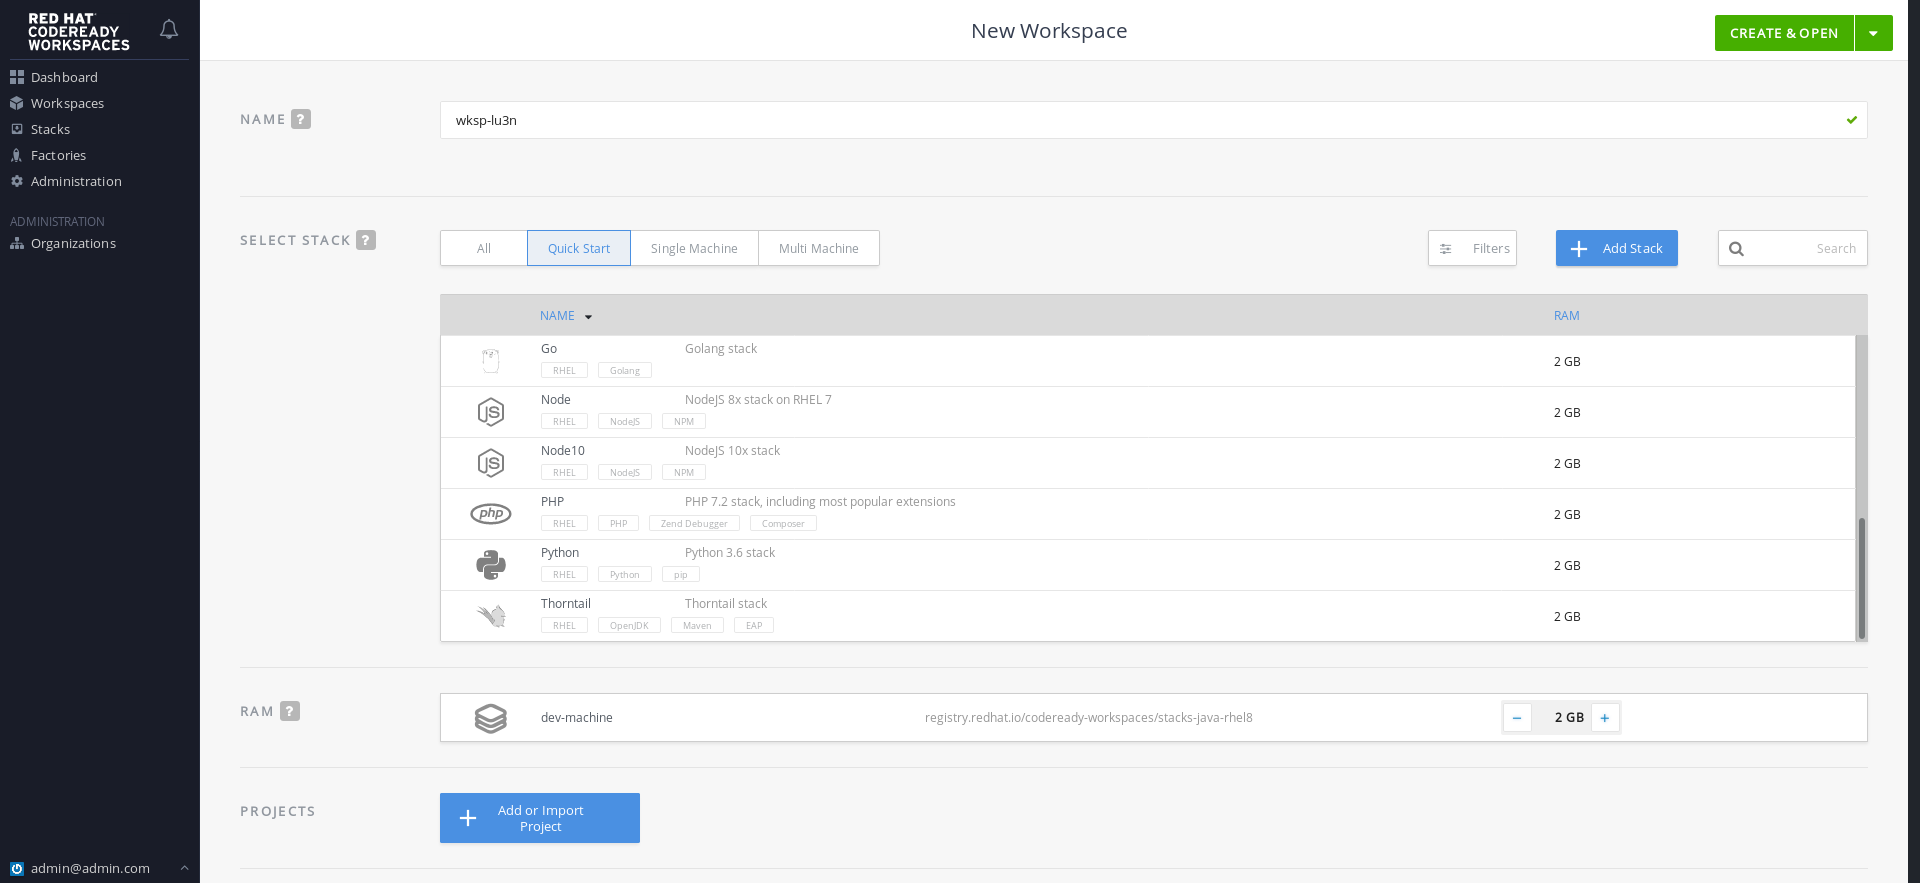 RED HAT
CODEREADY
WORKSPACES
Dashboard
Workspaces
Stacks
Factories
Administration
ADMINISTRATION
Organizations
admin@admin.com
New Workspace
CREATE & OPEN
NAME ?
wksp-lu3n
SELECT STACK ?
All Quick Start Single Machine Multi Machine
Filters Add Stack Search
NAME RAM
Go Golang stack
2 GB
RHEL Golang
Node NodeJS 8x stack on RHEL 7
2 GB
RHEL NodeJS NPM
Node10 NodeJS 10x stack
2 GB
RHEL NodeJS NPM
PHP PHP 7.2 stack, including most popular extensions
2 GB
RHEL PHP Zend Debugger Composer
Python Python 3.6 stack
2 GB
RHEL Python pip
Thorntail Thorntail stack
2 GB
RHEL OpenJDK Maven EAP
RAM ?
dev-machine registry.redhat.io/codeready-workspaces/stacks-java-rhel8 − 2 GB +
PROJECTS
Add or Import
Project
JS
JS
php